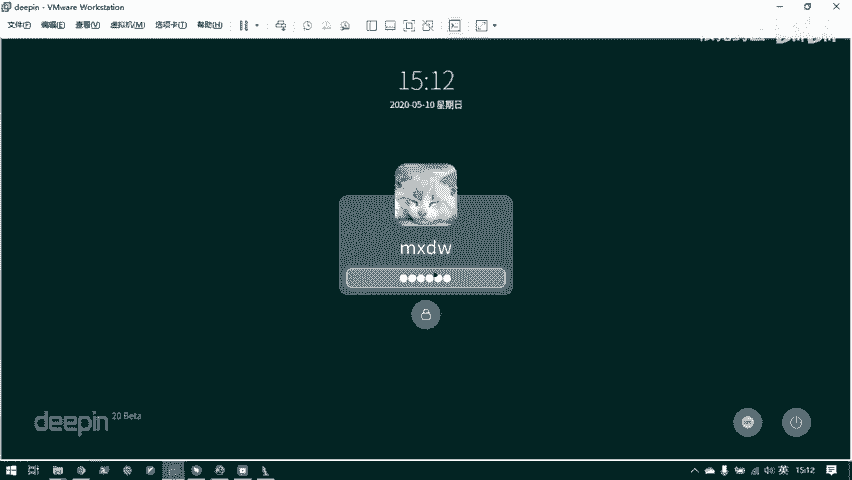 deepin - VMware Workstation
文件(F) 编辑(E) 查看(V) 虚拟机(M) 选项卡(T) 帮助(H)
15:12
2020-05-10 星期日
mxdw
deepin 20 Beta
英 15:12